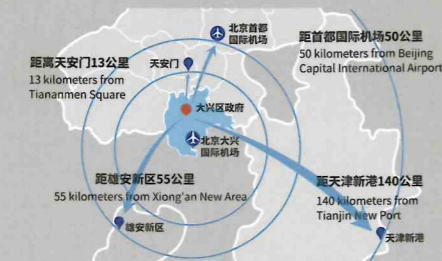 北京首都
国际机场
距首都国际机场50公里
50 kilometers from Beijing
Capital International Airport
距离天安门13公里
13 kilometers from
Tiananmen Square
天安门
大兴区政府
北京大兴
国际机场
距雄安新区55公里
55 kilometers from Xiong'an New Area
雄安新区
距天津新港140公里
140 kilometers from
Tianjin New Port
天津新港